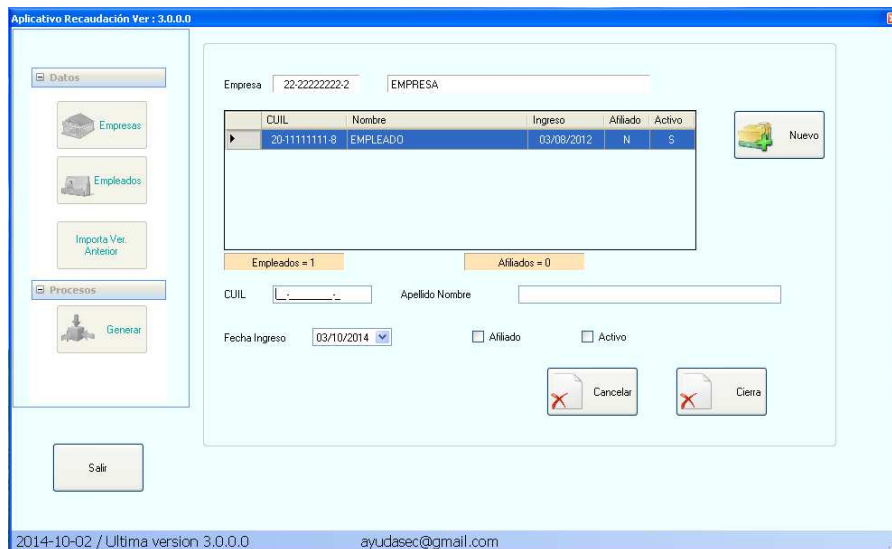 Aplicativo Recaudación Ver : 3.0.0.0
Datos
Empresas
Empleados
Importa Ver.
Anterior
Procesos
Generar
Salir
Empresa 22-22222222-2 EMPRESA
CUIL Nombre Ingreso Afiliado Activo
20-11111111-8 EMPLEADO 03/08/2012 N S
Nuevo
Empleados = 1 Afiliados = 0
CUIL _-________-_ Apellido Nombre
Fecha Ingreso 03/10/2014 Afiliado Activo
Cancelar Cierra
2014-10-02 / Ultima version 3.0.0.0 ayudasec@gmail.com